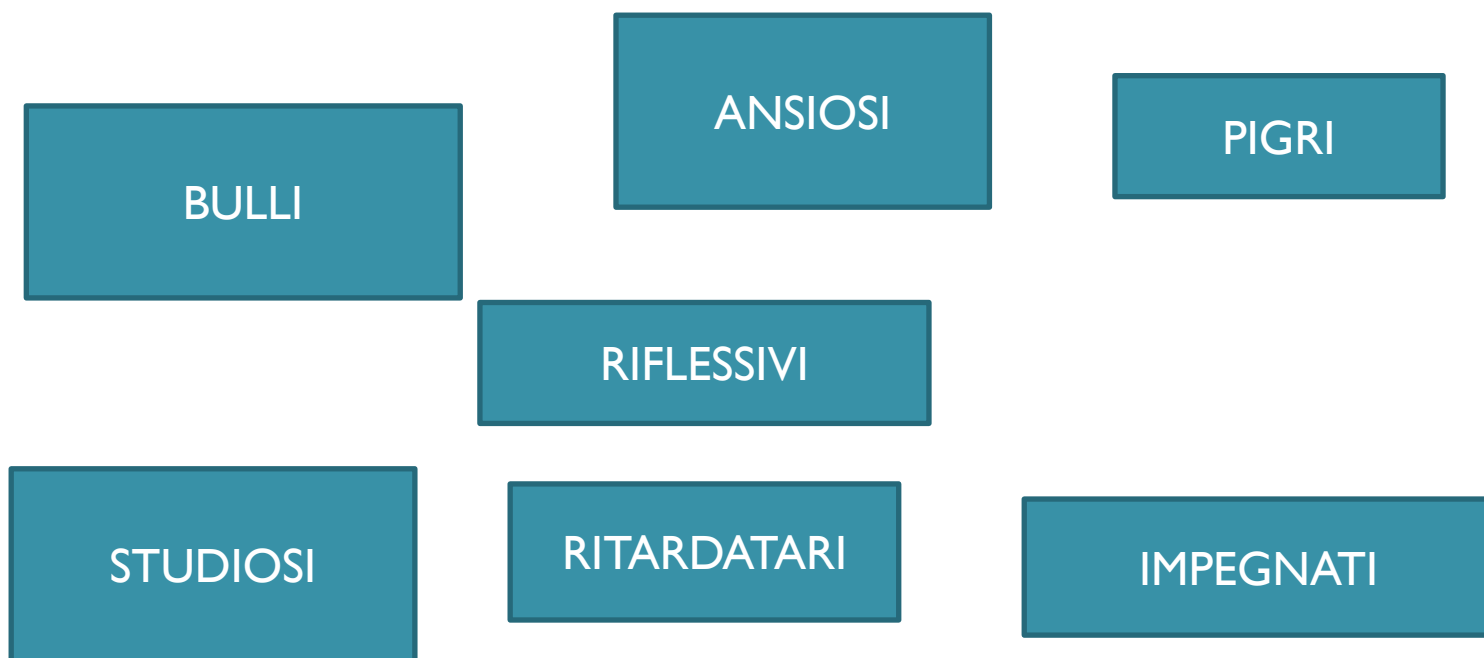 ANSIOSI
PIGRI
BULLI
RIFLESSIVI
STUDIOSI
RITARDATARI
IMPEGNATI